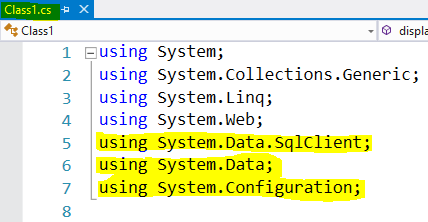 Class1.cs
Class1 displa
1 using System;
2 using System.Collections.Generic;
3 using System.Linq;
4 using System.Web;
5 using System.Data.SqlClient;
6 using System.Data;
7 using System.Configuration;
8